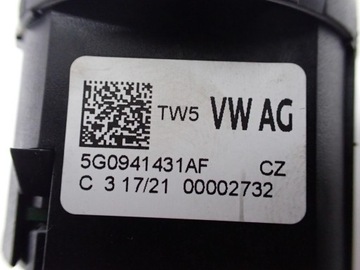 TW5 VW AG
5G0941431AF CZ
C 3 17/21 00002732